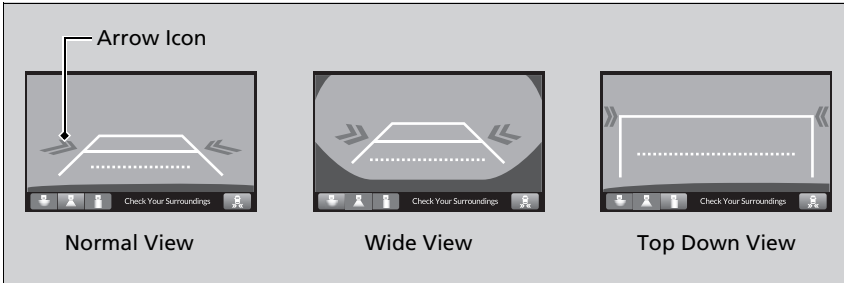 Arrow Icon
Check Your Surroundings
Check Your Surroundings
Check Your Surroundings
Normal View
Wide View
Top Down View